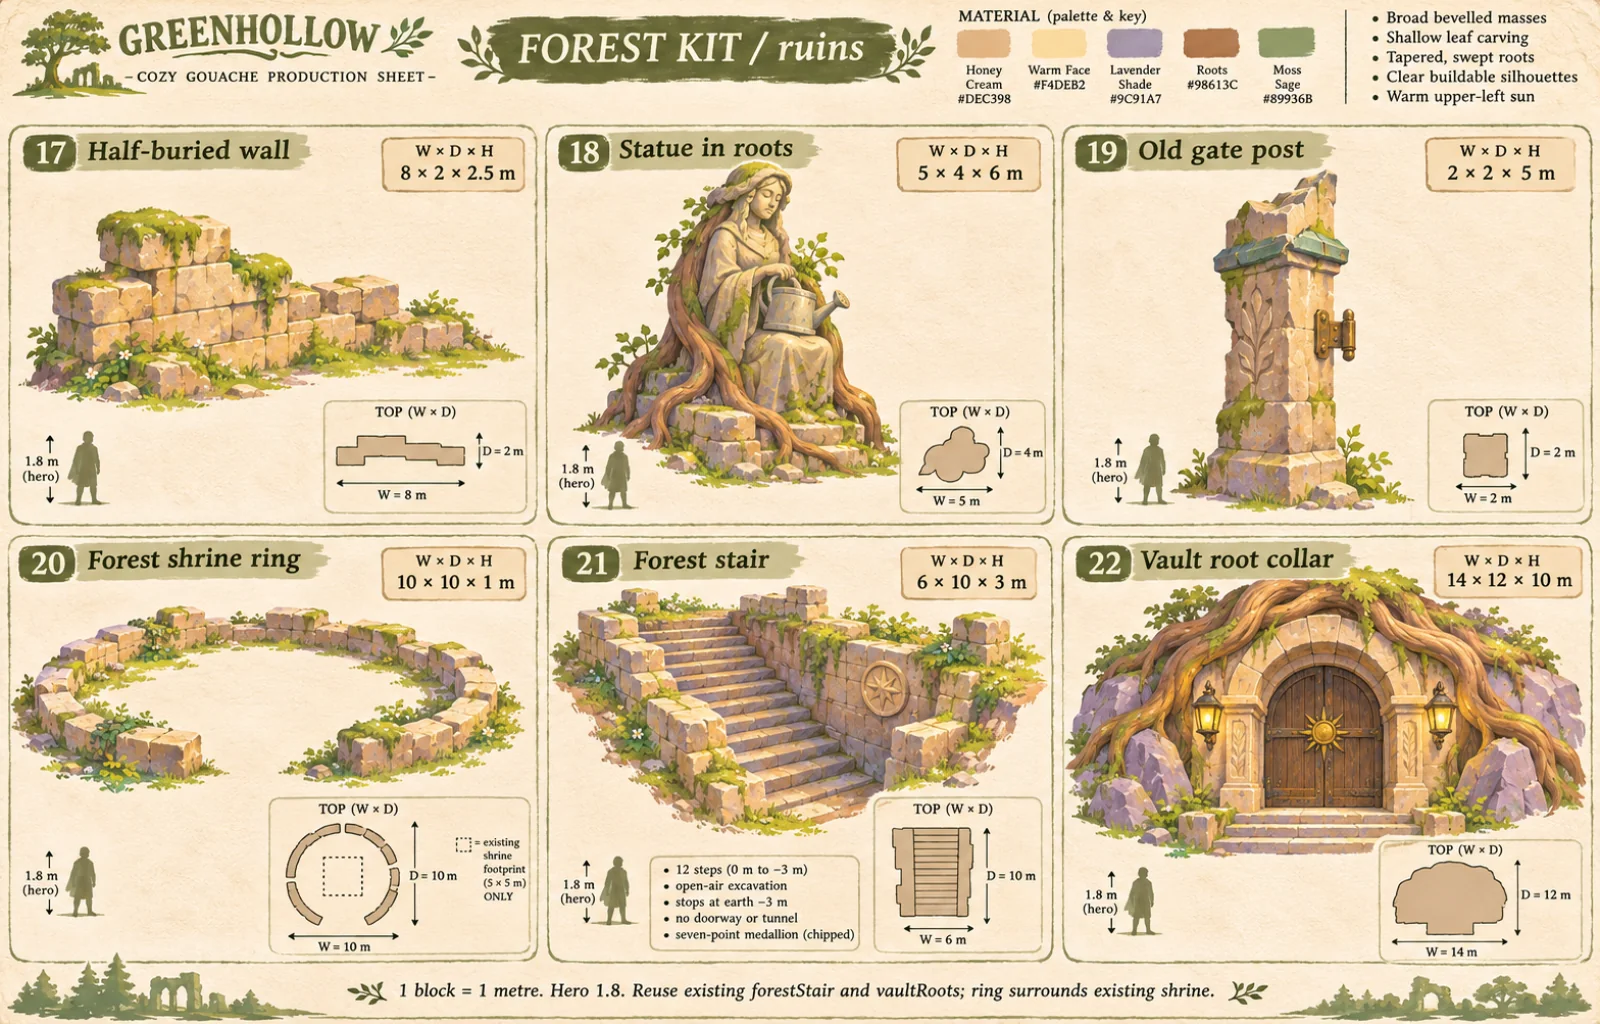 GREENHOLLOW
– COZY GOUACHE PRODUCTION SHEET –
FOREST KIT / ruins
MATERIAL (palette & key)
Honey Cream #DEC398
Warm Face #F4DEB2
Lavender Shade #9C91A7
Roots #98613C
Moss Sage #89936B
• Broad bevelled masses
• Shallow leaf carving
• Tapered, swept roots
• Clear buildable silhouettes
• Warm upper-left sun
17 Half-buried wall
W × D × H
8 × 2 × 2.5 m
1.8 m
(hero)
TOP (W × D)
D = 2 m
W = 8 m
18 Statue in roots
W × D × H
5 × 4 × 6 m
1.8 m
(hero)
TOP (W × D)
D = 4 m
W = 5 m
19 Old gate post
W × D × H
2 × 2 × 5 m
1.8 m
(hero)
TOP (W × D)
D = 2 m
W = 2 m
20 Forest shrine ring
W × D × H
10 × 10 × 1 m
1.8 m
(hero)
TOP (W × D)
D = 10 m
W = 10 m
= existing
shrine
footprint
(5 × 5 m)
ONLY
21 Forest stair
W × D × H
6 × 10 × 3 m
1.8 m
(hero)
• 12 steps (0 m to −3 m)
• open-air excavation
• stops at earth −3 m
• no doorway or tunnel
• seven-point medallion (chipped)
TOP (W × D)
D = 10 m
W = 6 m
22 Vault root collar
W × D × H
14 × 12 × 10 m
1.8 m
(hero)
TOP (W × D)
D = 12 m
W = 14 m
1 block = 1 metre. Hero 1.8. Reuse existing forestStair and vaultRoots; ring surrounds existing shrine.